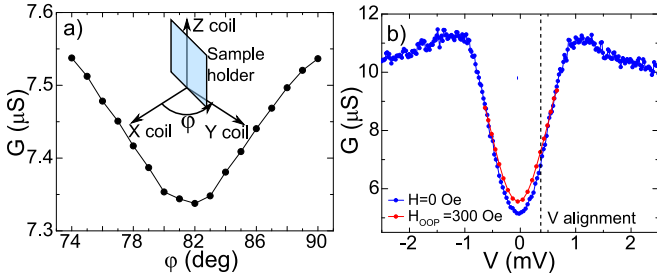 a)
Z coil
Sample
holder
X coil
Y coil
φ
G (μS)
7.6
7.5
7.4
7.3
74
78
82
86
90
φ (deg)
b)
G (μS)
12
10
8
6
H=0 Oe
HOOP=300 Oe
V alignment
-2
-1
0
1
2
V (mV)